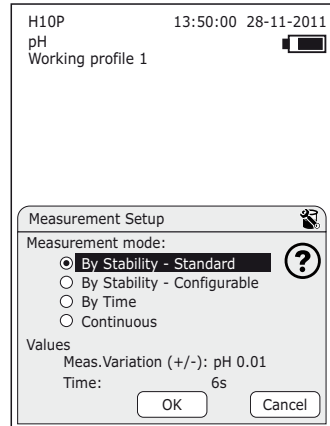 H10P 13:50:00 28-11-2011
pH
Working profile 1
Measurement Setup
Measurement mode:
By Stability - Standard
By Stability - Configurable
By Time
Continuous
Values
Meas.Variation (+/-): pH 0.01
Time: 6s
OK Cancel